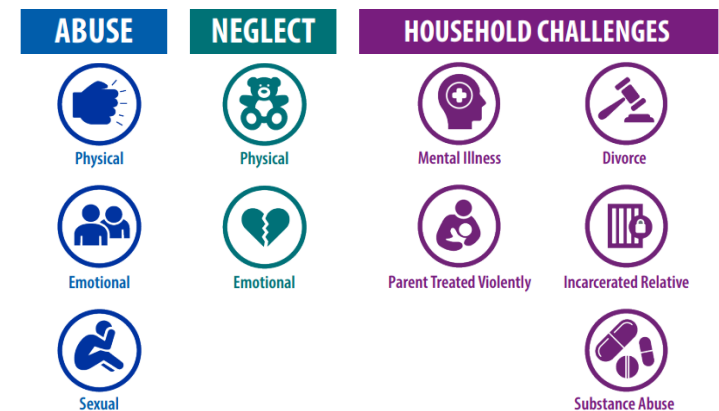 ABUSE
NEGLECT
HOUSEHOLD CHALLENGES
Physical
Physical
Mental Illness
Divorce
Emotional
Emotional
Parent Treated Violently
Incarcerated Relative
Sexual
Substance Abuse